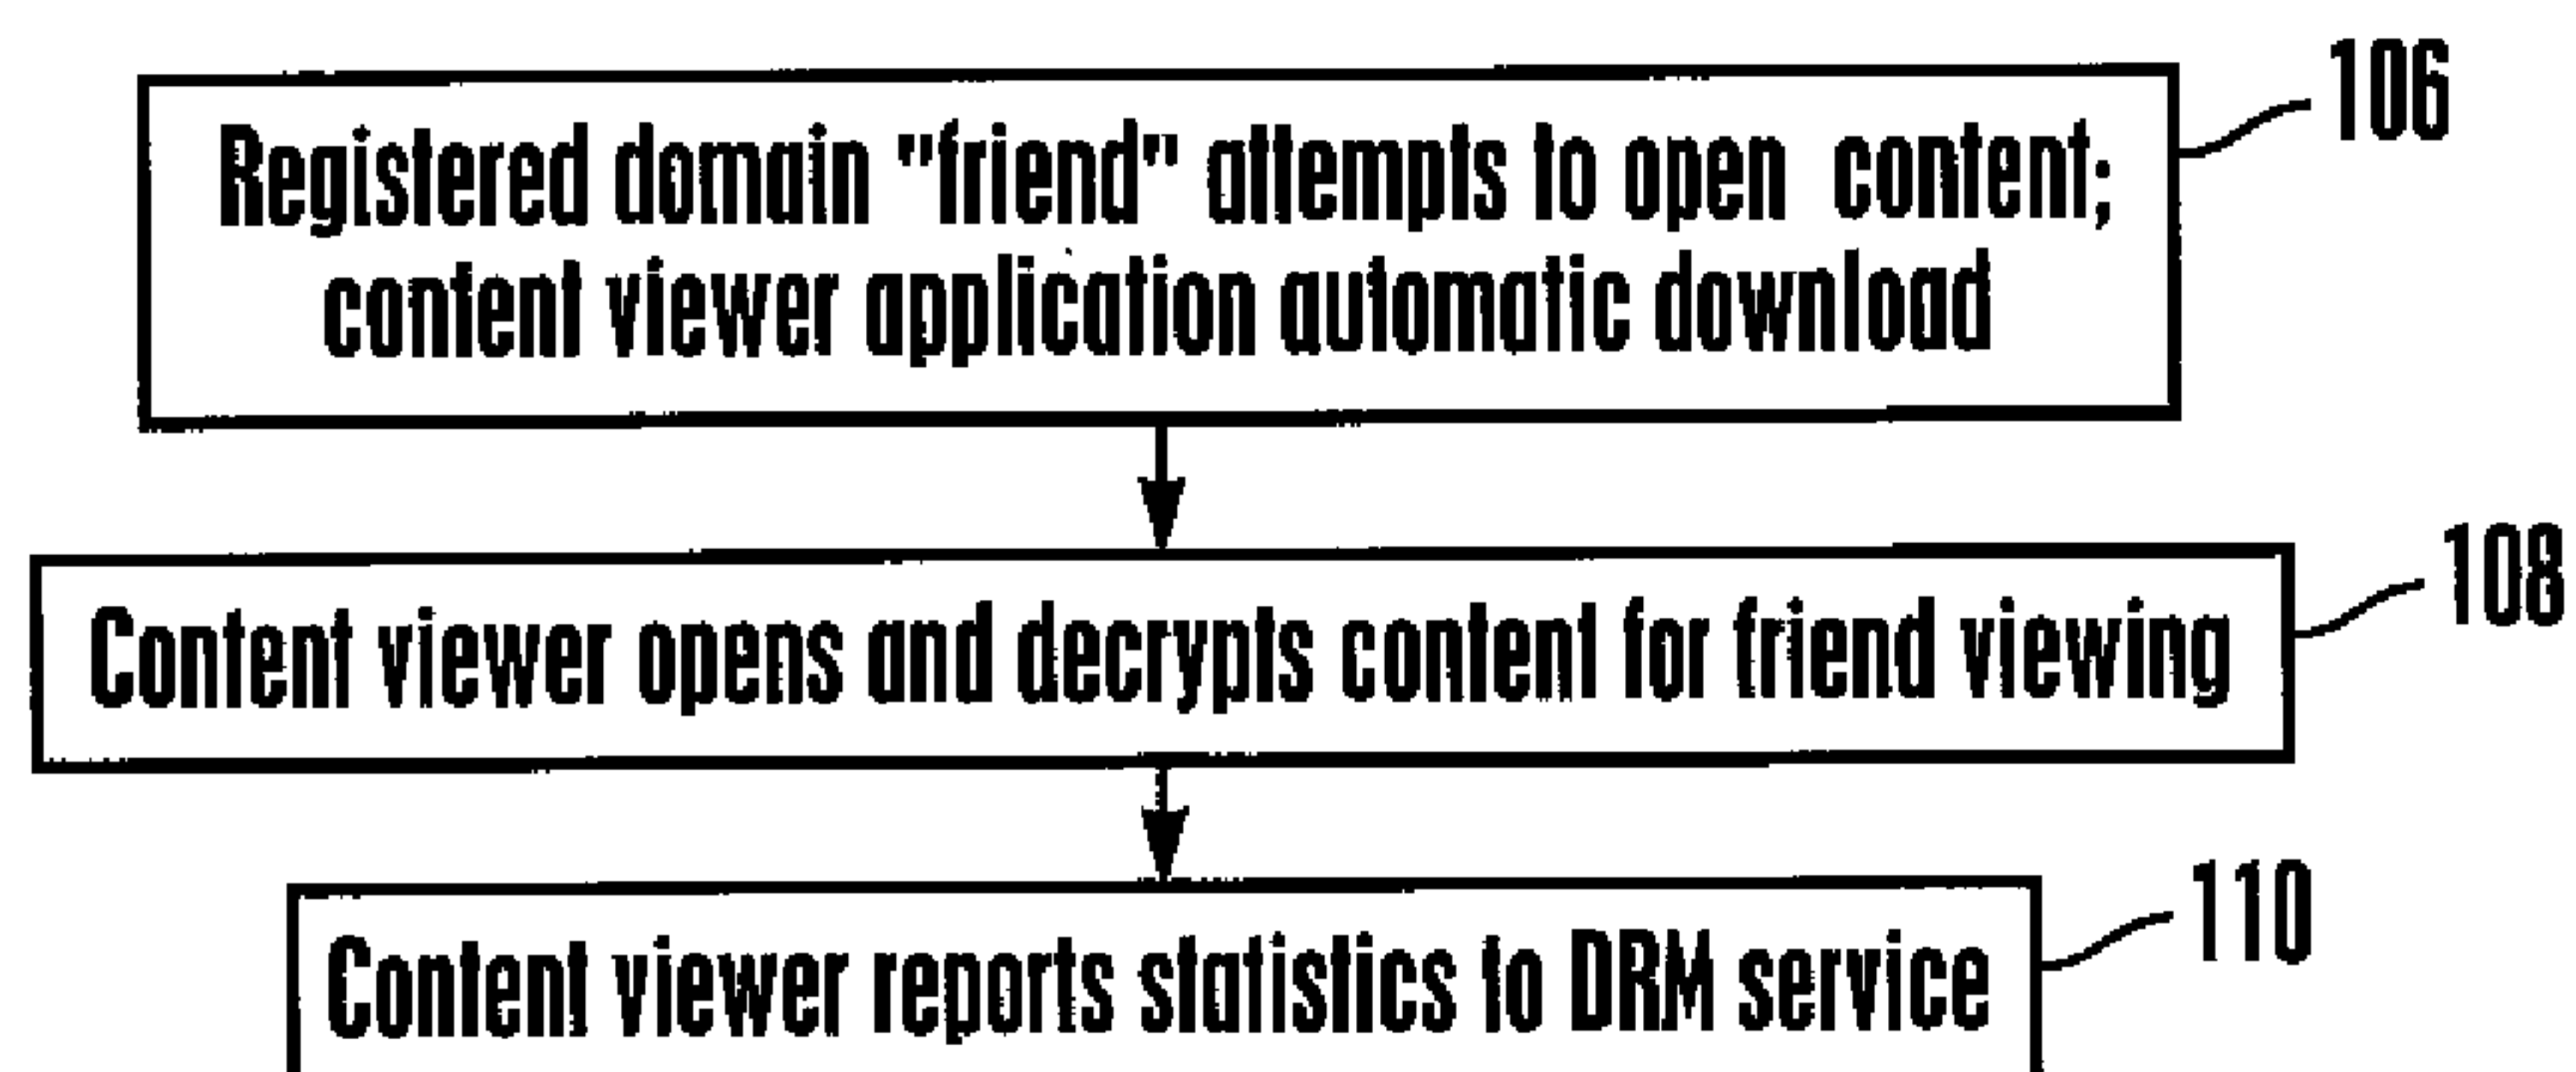 106
Registered domain "friend" attempts to open content;
content viewer application automatic download
108
Content viewer opens and decrypts content for friend viewing
110
Content viewer reports statistics to DRM service